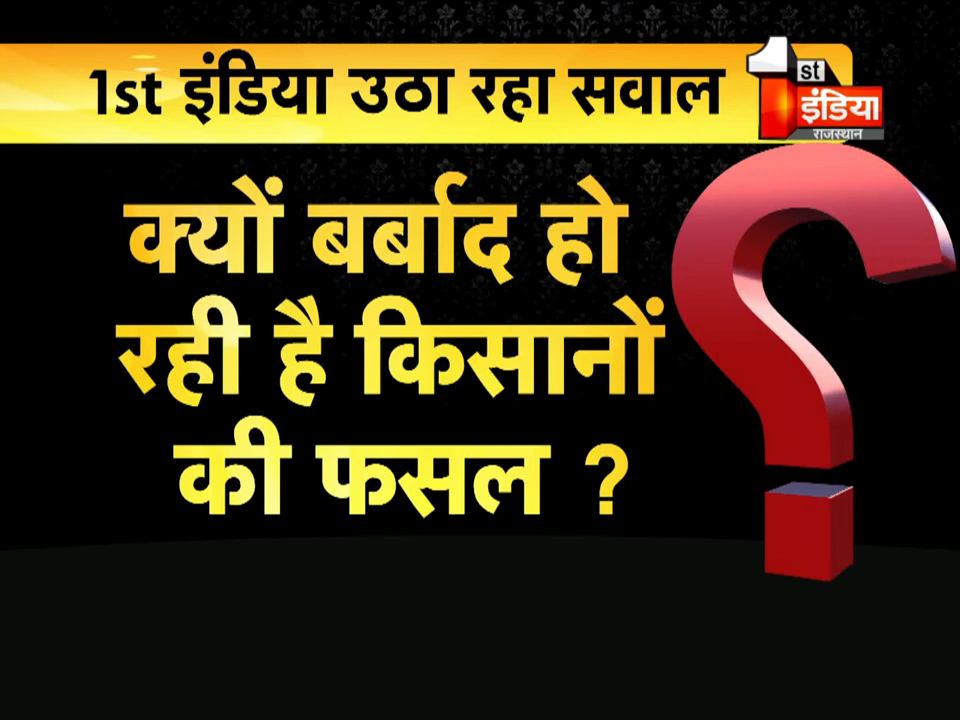 1st इंडिया उठा रहा सवाल
1st
इंडिया
राजस्थान
क्यों बर्बाद हो
रही है किसानों
की फसल ?
?